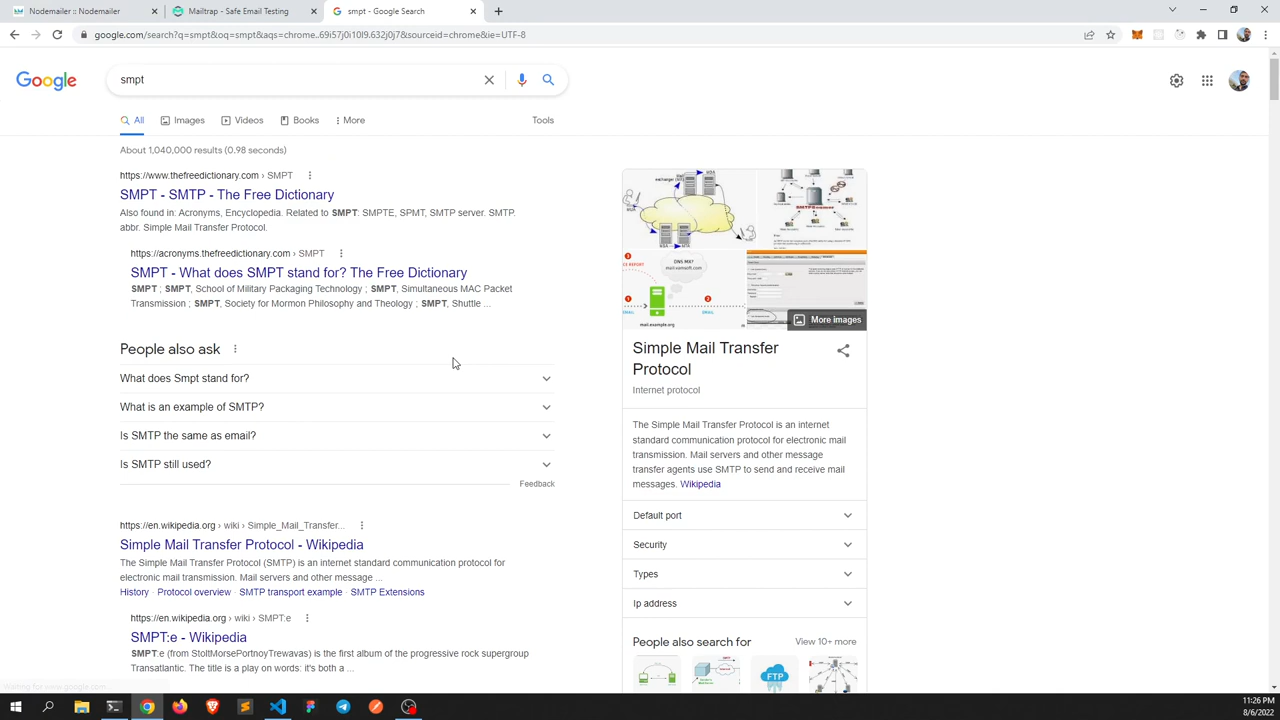 Nodemailer :: Nodemailer
Mailtrap - Safe Email Testing
smpt - Google Search
google.com/search?q=smpt&oq=smpt&aqs=chrome..69i57j0i10l9.632j0j7&sourceid=chrome&ie=UTF-8
Google
smpt
All
Images
Videos
Books
More
Tools
About 1,040,000 results (0.98 seconds)
https://www.thefreedictionary.com › SMPT
SMPT - SMTP - The Free Dictionary
Also found in: Acronyms, Encyclopedia. Related to SMPT: SMPTE, SPMT, SMTP server. SMTP.
abbr. Simple Mail Transfer Protocol.
https://acronyms.thefreedictionary.com › SMPT
SMPT - What does SMPT stand for? The Free Dictionary
SMPT · SMPT, School of Military Packaging Technology ; SMPT, Simultaneous MAC Packet
Transmission ; SMPT, Society for Mormon Philosophy and Theology ; SMPT, Shuttle ...
People also ask
What does Smpt stand for?
What is an example of SMTP?
Is SMTP the same as email?
Is SMTP still used?
Feedback
https://en.wikipedia.org › wiki › Simple_Mail_Transfer...
Simple Mail Transfer Protocol - Wikipedia
The Simple Mail Transfer Protocol (SMTP) is an internet standard communication protocol for
electronic mail transmission. Mail servers and other message ...
History · Protocol overview · SMTP transport example · SMTP Extensions
https://en.wikipedia.org › wiki › SMPT:e
SMPT:e - Wikipedia
SMPT: (from StoltMorsePortnoyTrewavas) is the first album of the progressive rock supergroup
Transatlantic. The title is a play on words: it's both a ...
More images
mail.example.org
Simple Mail Transfer
Protocol
Internet protocol
The Simple Mail Transfer Protocol is an internet
standard communication protocol for electronic mail
transmission. Mail servers and other message
transfer agents use SMTP to send and receive mail
messages. Wikipedia
Default port
Security
Types
Ip address
People also search for
View 10+ more
FTP
Waiting for www.google.com...
11:26 PM
8/6/2022